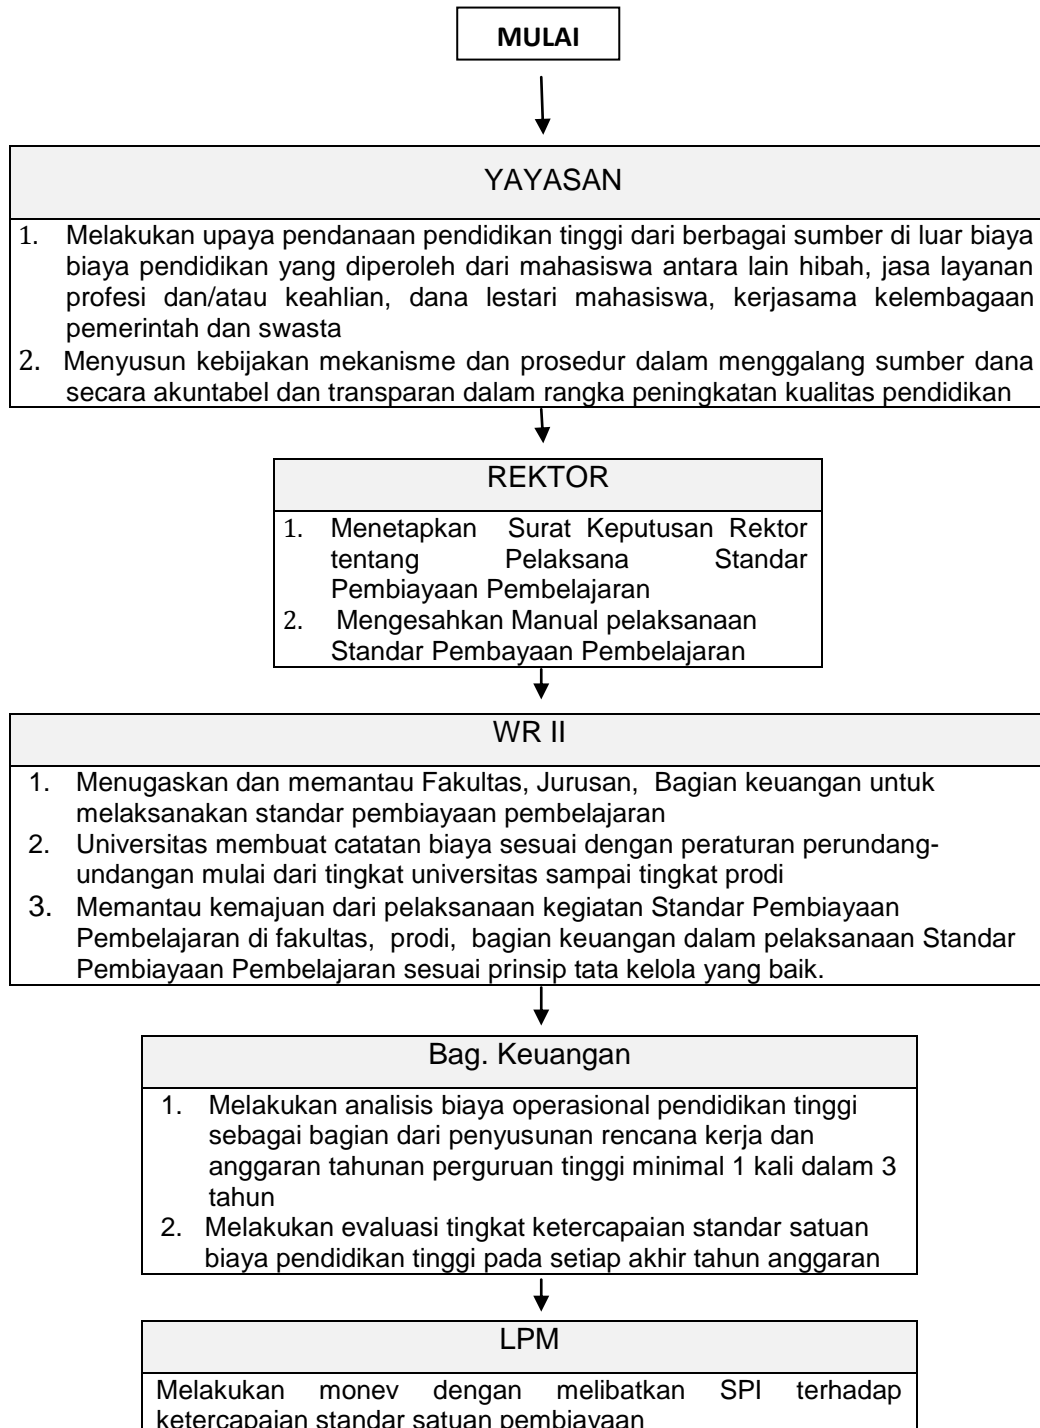 MULAI
YAYASAN
1. Melakukan upaya pendanaan pendidikan tinggi dari berbagai sumber di luar biaya
biaya pendidikan yang diperoleh dari mahasiswa antara lain hibah, jasa layanan
profesi dan/atau keahlian, dana lestari mahasiswa, kerjasama kelembagaan
pemerintah dan swasta
2. Menyusun kebijakan mekanisme dan prosedur dalam menggalang sumber dana
secara akuntabel dan transparan dalam rangka peningkatan kualitas pendidikan
REKTOR
1. Menetapkan Surat Keputusan Rektor
tentang Pelaksana Standar
Pembiayaan Pembelajaran
2. Mengesahkan Manual pelaksanaan
Standar Pembayaan Pembelajaran
WR II
1. Menugaskan dan memantau Fakultas, Jurusan, Bagian keuangan untuk
melaksanakan standar pembiayaan pembelajaran
2. Universitas membuat catatan biaya sesuai dengan peraturan perundang-
undangan mulai dari tingkat universitas sampai tingkat prodi
3. Memantau kemajuan dari pelaksanaan kegiatan Standar Pembiayaan
Pembelajaran di fakultas, prodi, bagian keuangan dalam pelaksanaan Standar
Pembiayaan Pembelajaran sesuai prinsip tata kelola yang baik.
Bag. Keuangan
1. Melakukan analisis biaya operasional pendidikan tinggi
sebagai bagian dari penyusunan rencana kerja dan
anggaran tahunan perguruan tinggi minimal 1 kali dalam 3
tahun
2. Melakukan evaluasi tingkat ketercapaian standar satuan
biaya pendidikan tinggi pada setiap akhir tahun anggaran
LPM
Melakukan monev dengan melibatkan SPI terhadap
ketercapaian standar satuan pembiayaan